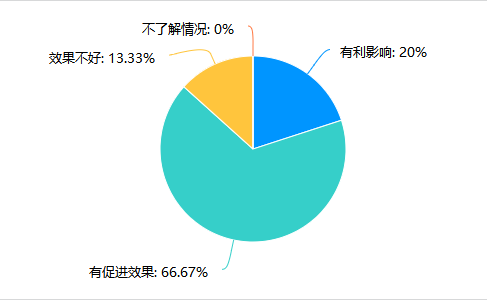 不了解情况: 0%
有利影响: 20%
效果不好: 13.33%
有促进效果: 66.67%